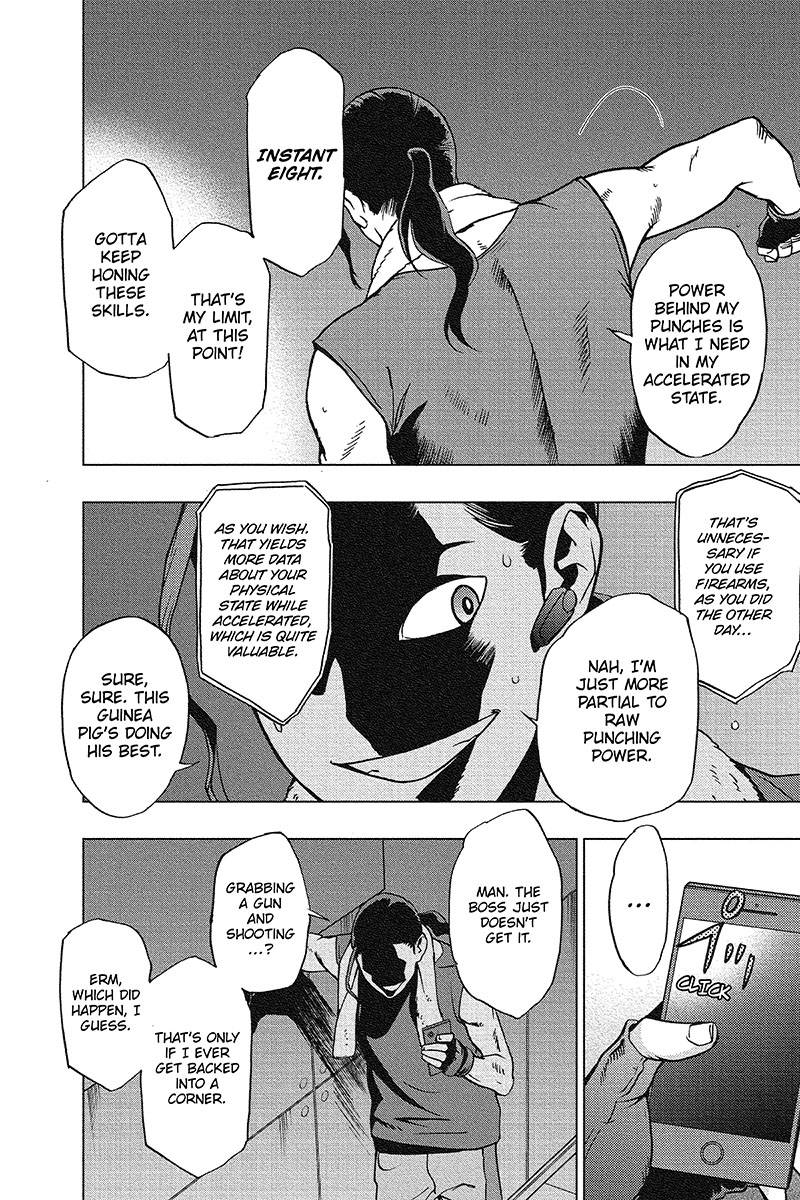 POWER
BEHIND MY
PUNCHES IS
WHAT I NEED
IN MY
ACCELERATED
STATE.
INSTANT
EIGHT.
THAT'S
MY LIMIT,
AT THIS
POINT!
GOTTA
KEEP
HONING
THESE
SKILLS.
THAT'S
UNNECES-
SARY IF
YOU USE
FIREARMS,
AS YOU DID
THE OTHER
DAY...
NAH, I'M
JUST MORE
PARTIAL TO
RAW
PUNCHING
POWER.
AS YOU WISH.
THAT YIELDS
MORE DATA
ABOUT YOUR
PHYSICAL
STATE WHILE
ACCELERATED,
WHICH IS QUITE
VALUABLE.
SURE,
SURE. THIS
GUINEA
PIG'S DOING
HIS BEST.
...
ブツッ
CLICK
MAN. THE
BOSS JUST
DOESN'T
GET IT.
GRABBING
A GUN
AND
SHOOTING
...?
THAT'S ONLY
IF I EVER
GET BACKED
INTO A
CORNER.
ERM,
WHICH DID
HAPPEN, I
GUESS.